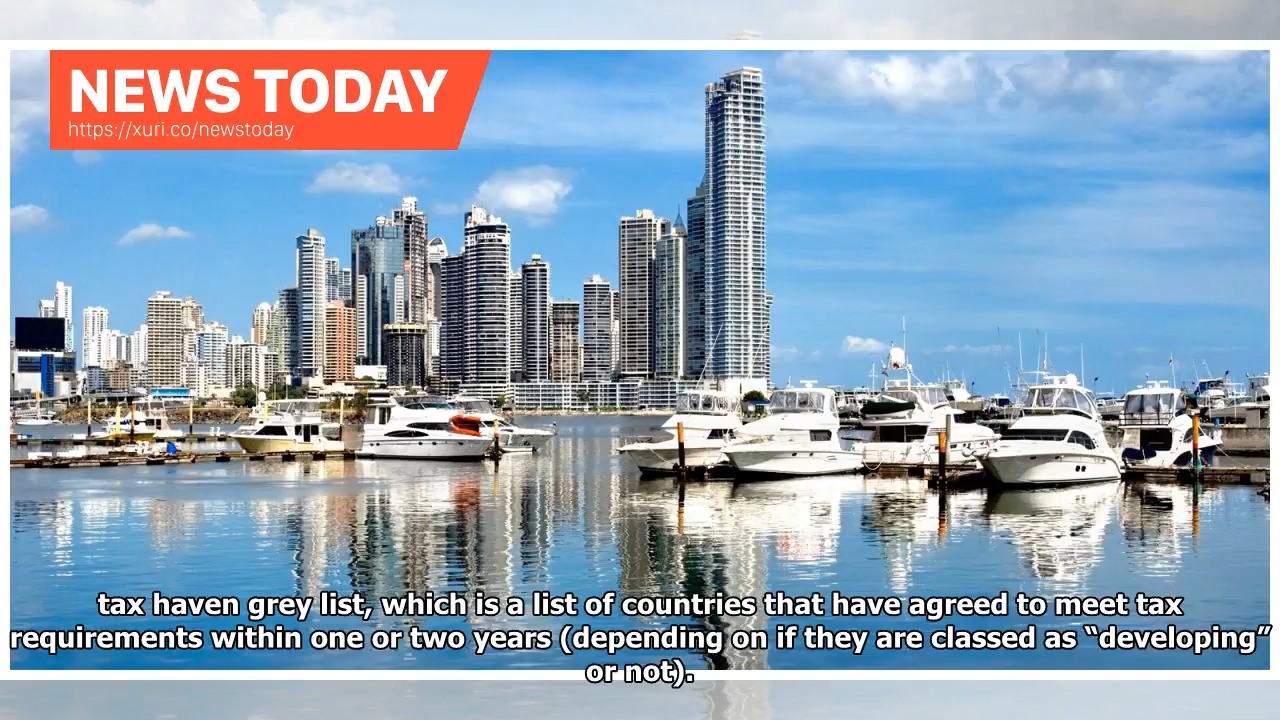 NEWS TODAY
https://xuri.co/newstoday
tax haven grey list, which is a list of countries that have agreed to meet tax
requirements within one or two years (depending on if they are classed as “developing”
or not).